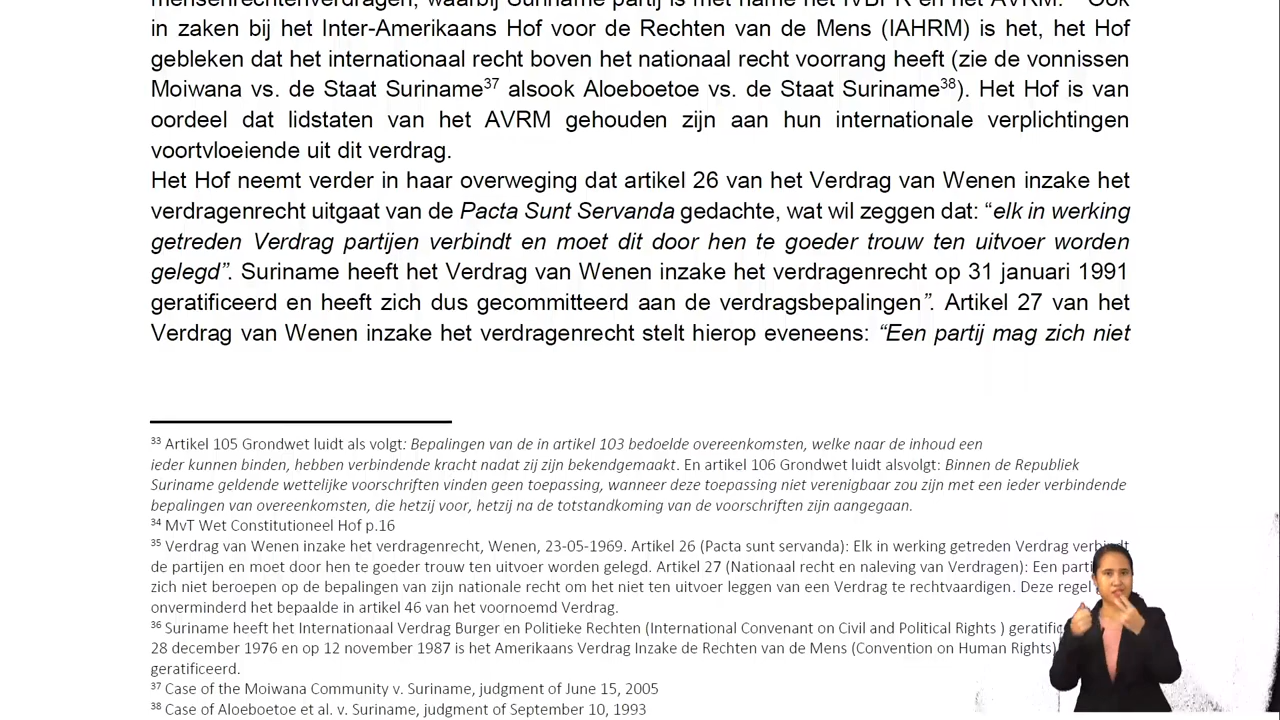 in zaken bij het Inter-Amerikaans Hof voor de Rechten van de Mens (IAHRM) is het, het Hof
gebleken dat het internationaal recht boven het nationaal recht voorrang heeft (zie de vonnissen
Moiwana vs. de Staat Suriname³⁷ alsook Aloeboetoe vs. de Staat Suriname³⁸). Het Hof is van
oordeel dat lidstaten van het AVRM gehouden zijn aan hun internationale verplichtingen
voortvloeiende uit dit verdrag.
Het Hof neemt verder in haar overweging dat artikel 26 van het Verdrag van Wenen inzake het
verdragenrecht uitgaat van de Pacta Sunt Servanda gedachte, wat wil zeggen dat: “elk in werking
getreden Verdrag partijen verbindt en moet dit door hen te goeder trouw ten uitvoer worden
gelegd”. Suriname heeft het Verdrag van Wenen inzake het verdragenrecht op 31 januari 1991
geratificeerd en heeft zich dus gecommitteerd aan de verdragsbepalingen”. Artikel 27 van het
Verdrag van Wenen inzake het verdragenrecht stelt hierop eveneens: “Een partij mag zich niet
³³ Artikel 105 Grondwet luidt als volgt: Bepalingen van de in artikel 103 bedoelde overeenkomsten, welke naar de inhoud een
ieder kunnen binden, hebben verbindende kracht nadat zij zijn bekendgemaakt. En artikel 106 Grondwet luidt alsvolgt: Binnen de Republiek
Suriname geldende wettelijke voorschriften vinden geen toepassing, wanneer deze toepassing niet verenigbaar zou zijn met een ieder verbindende
bepalingen van overeenkomsten, die hetzij voor, hetzij na de totstandkoming van de voorschriften zijn aangegaan.
³⁴ MvT Wet Constitutioneel Hof p.16
³⁵ Verdrag van Wenen inzake het verdragenrecht, Wenen, 23-05-1969. Artikel 26 (Pacta sunt servanda): Elk in werking getreden Verdrag verbindt
de partijen en moet door hen te goeder trouw ten uitvoer worden gelegd. Artikel 27 (Nationaal recht en naleving van Verdragen): Een
zich niet beroepen op de bepalingen van zijn nationale recht om het niet ten uitvoer leggen van een Verdrag te rechtvaardigen. Deze regel
onverminderd het bepaalde in artikel 46 van het voornoemd Verdrag.
³⁶ Suriname heeft het Internationaal Verdrag Burger en Politieke Rechten (International Convenant on Civil and Political Rights )
28 december 1976 en op 12 november 1987 is het Amerikaans Verdrag Inzake de Rechten van de Mens (Convention on Human Rights)
geratificeerd.
³⁷ Case of the Moiwana Community v. Suriname, judgment of June 15, 2005
³⁸ Case of Aloeboetoe et al. v. Suriname, judgment of September 10, 1993